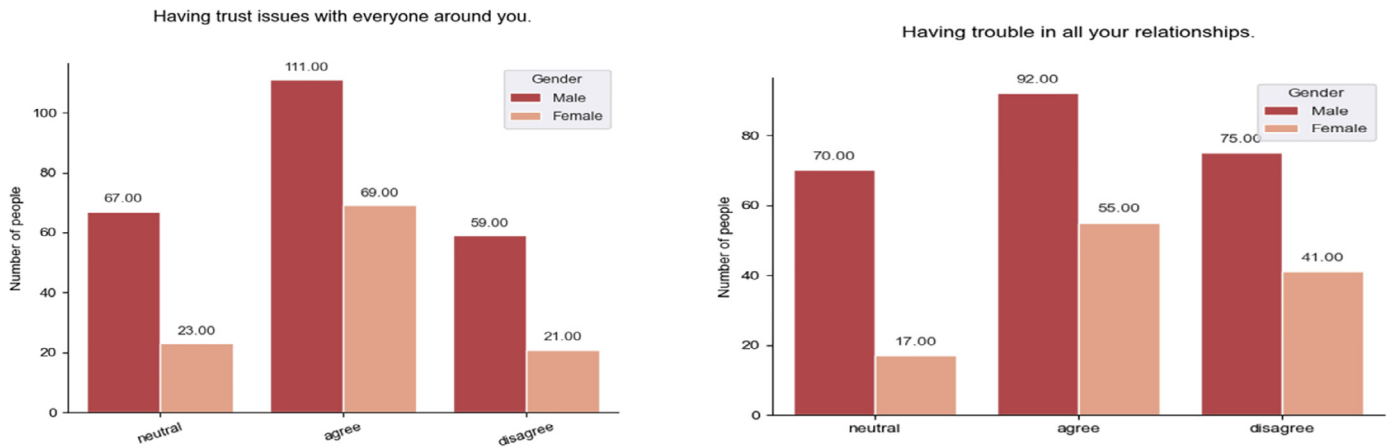 Having trust issues with everyone around you.
111.00
Gender
Male
Female
100
80
69.00
67.00
60
59.00
Number of people
40
23.00
21.00
20
0
neutral
agree
disagree
Having trouble in all your relationships.
92.00
Gender
Male
Female
80
75.00
70.00
60
55.00
Number of people
41.00
40
20
17.00
0
neutral
agree
disagree